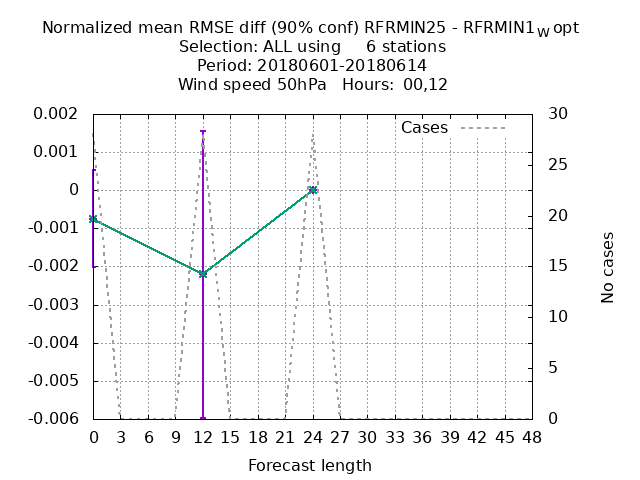 Normalized mean RMSE diff (90% conf) RFRMIN25 - RFRMIN1W opt
Selection: ALL using     6 stations
Period: 20180601-20180614
Wind speed 50hPa   Hours:  00,12
Cases
0.002
0.001
0
-0.001
-0.002
-0.003
-0.004
-0.005
-0.006
30
25
20
15
10
5
0
No cases
0 3 6 9 12 15 18 21 24 27 30 33 36 39 42 45 48
Forecast length